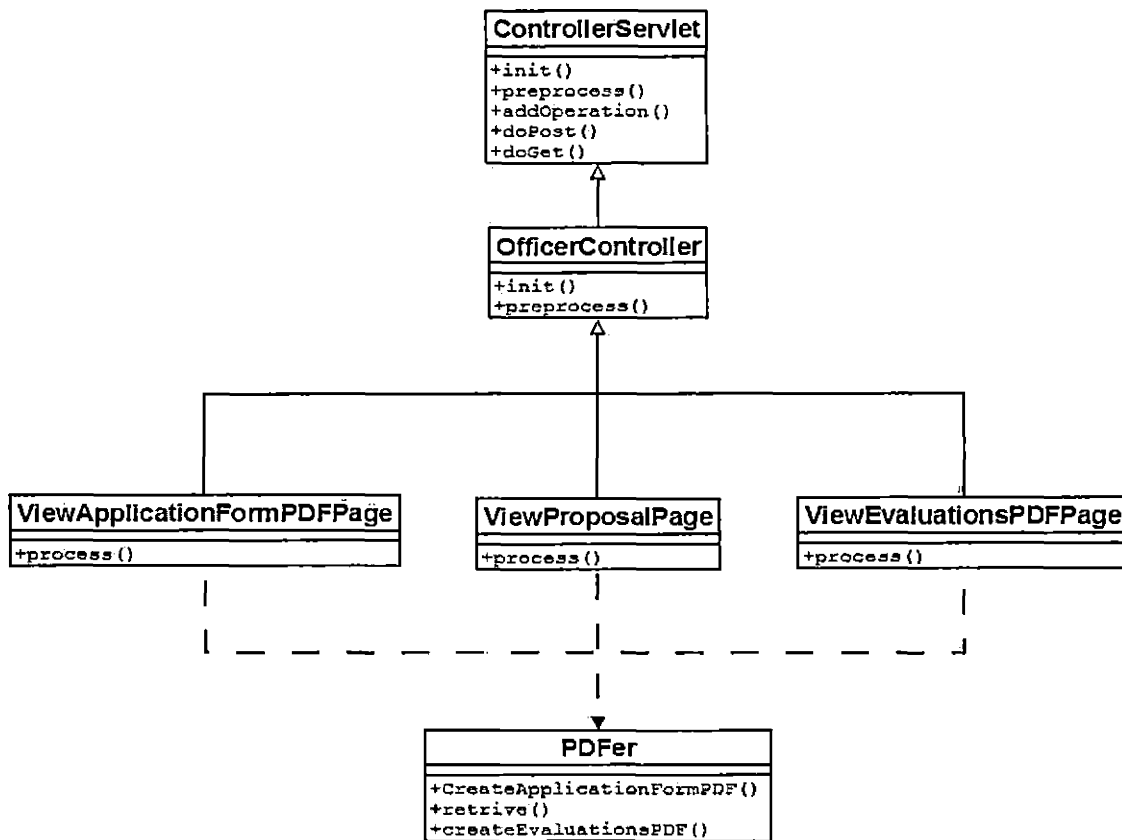 ControllerServlet
+init()
+preprocess()
+addOperation()
+doPost()
+doGet()
OfficerController
+init()
+preprocess()
ViewApplicationFormPDFPage
+process()
ViewProposalPage
+process()
ViewEvaluationsPDFPage
+process()
PDFer
+CreateApplicationFormPDF()
+retrive()
+createEvaluationsPDF()